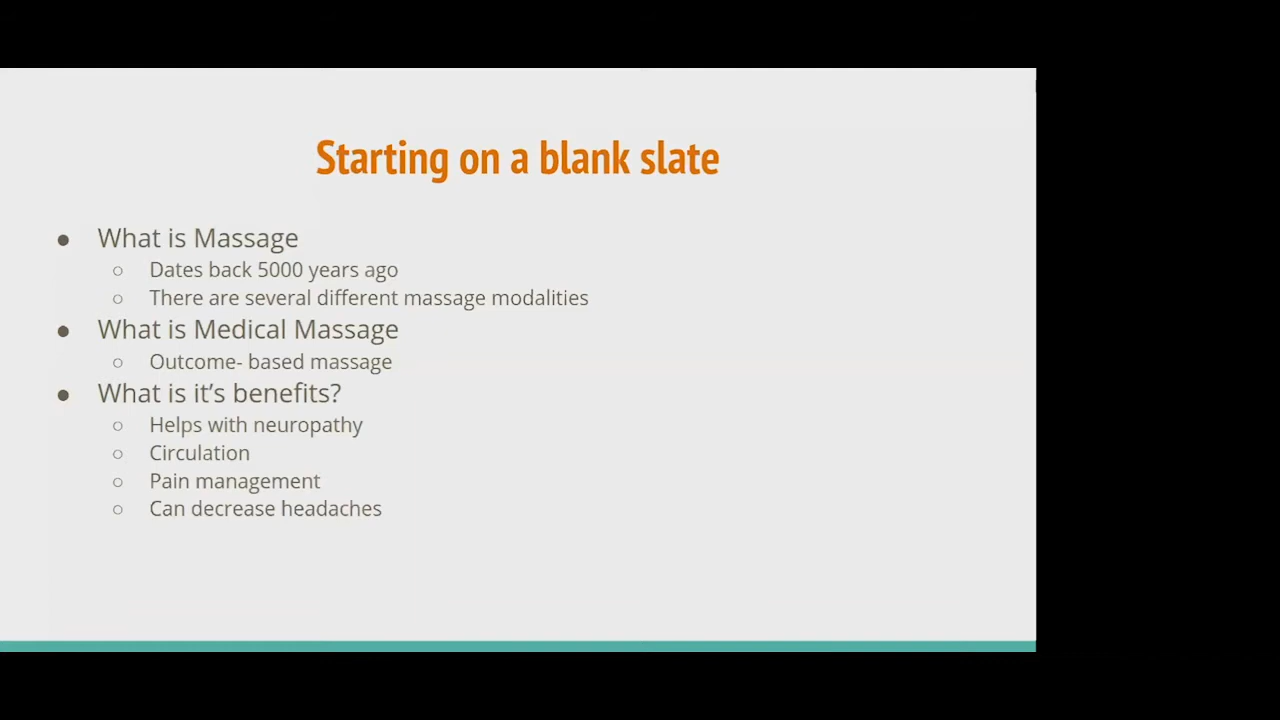 Starting on a blank slate
● What is Massage
○ Dates back 5000 years ago
○ There are several different massage modalities
● What is Medical Massage
○ Outcome- based massage
● What is it’s benefits?
○ Helps with neuropathy
○ Circulation
○ Pain management
○ Can decrease headaches